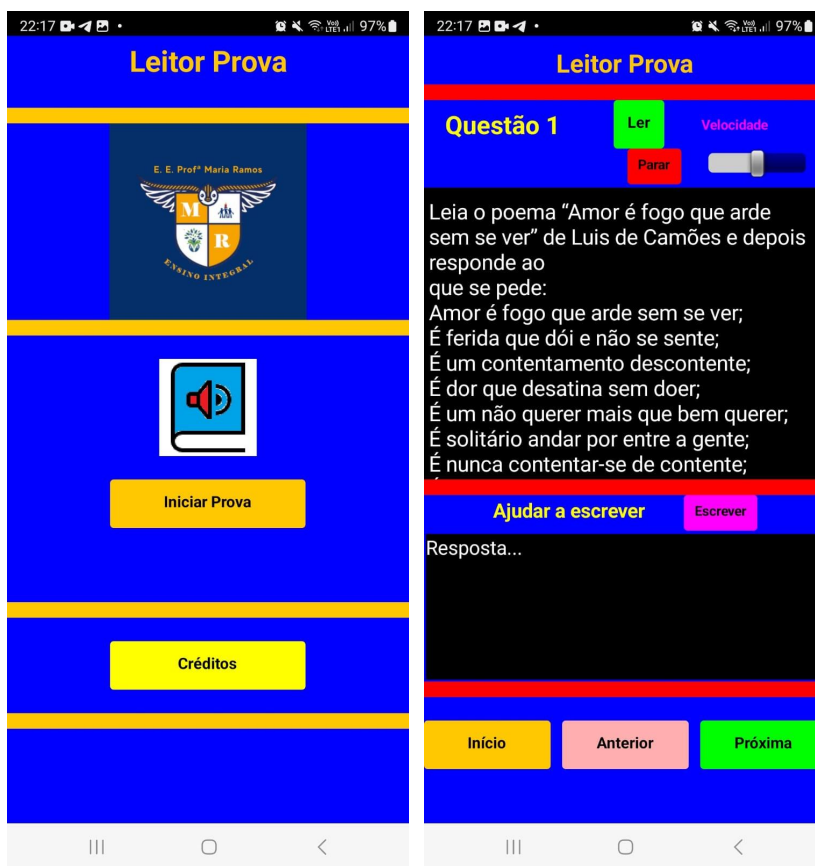 22:17
97%
Leitor Prova
E. E. Profª Maria Ramos
M
R
ENSINO INTEGRAL
Iniciar Prova
Créditos
22:17
97%
Leitor Prova
Questão 1
Ler
Velocidade
Parar
Leia o poema “Amor é fogo que arde
sem se ver” de Luis de Camões e depois
responde ao
que se pede:
Amor é fogo que arde sem se ver;
É ferida que dói e não se sente;
É um contentamento descontente;
É dor que desatina sem doer;
É um não querer mais que bem querer;
É solitário andar por entre a gente;
É nunca contentar-se de contente;
Ajudar a escrever
Escrever
Resposta...
Início
Anterior
Próxima